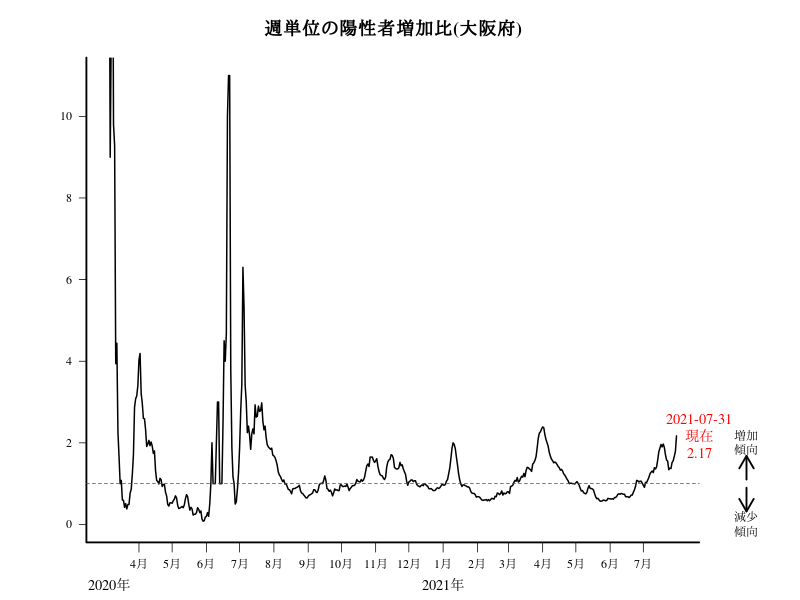 週単位の陽性者増加比(大阪府)
10
8
6
4
2
0
2021-07-31
現在
2.17
増加
傾向
減少
傾向
4月 5月 6月 7月 8月 9月 10月 11月 12月 1月 2月 3月 4月 5月 6月 7月
2020年 2021年